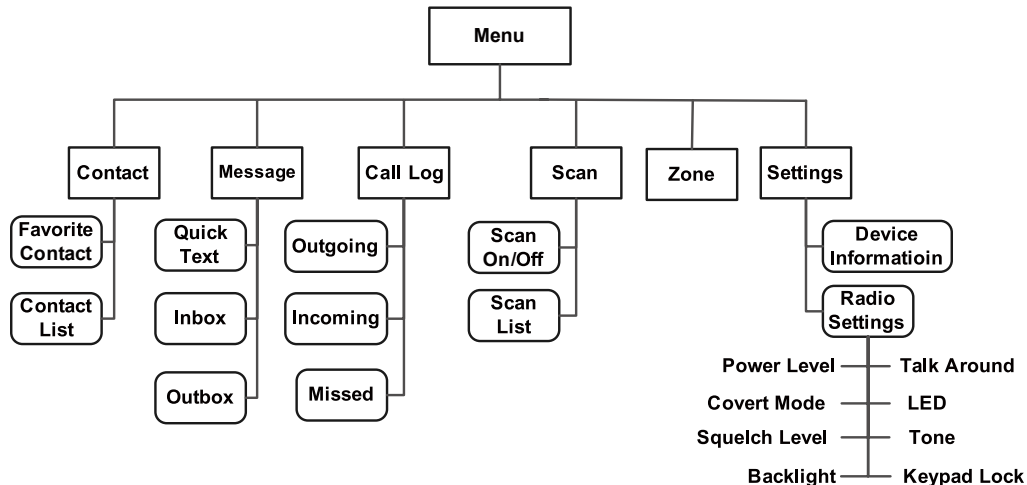 Menu
Contact
Message
Call Log
Scan
Zone
Settings
Favorite
Contact
Contact
List
Quick
Text
Inbox
Outbox
Outgoing
Incoming
Missed
Scan
On/Off
Scan
List
Device
Informatioin
Radio
Settings
Power Level
Talk Around
Covert Mode
LED
Squelch Level
Tone
Backlight
Keypad Lock